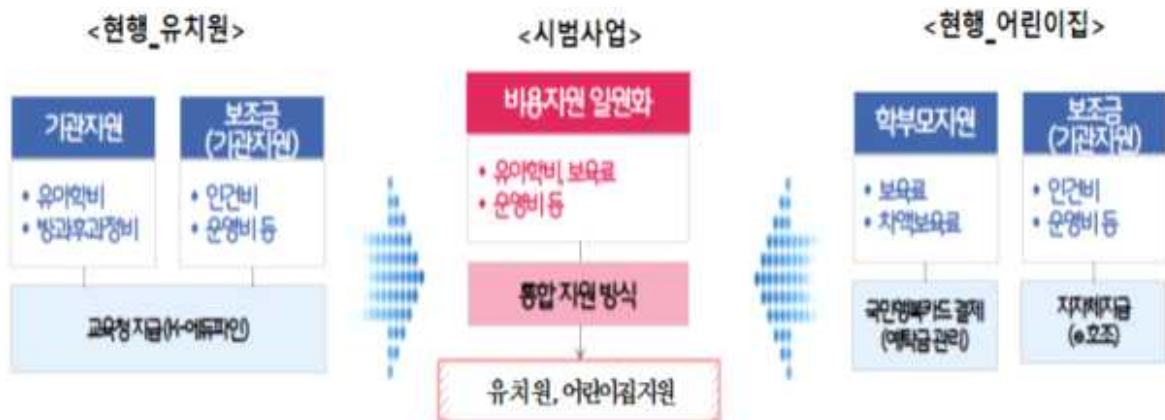 <현행_유치원>
기관지원
보조금
(기관지원)
• 유아학비
• 방과후과정비
• 인건비
• 운영비 등
교육청 지급(K-에듀파인)
<시범사업>
비용지원 일원화
• 유아학비, 보육료
• 운영비 등
통합 지원 방식
유치원, 어린이집지원
<현행_어린이집>
학부모지원
보조금
(기관지원)
• 보육료
• 차액보육료
• 인건비
• 운영비 등
국민행복카드 결제
(예탁금 관리)
지자체지급
(e호조)